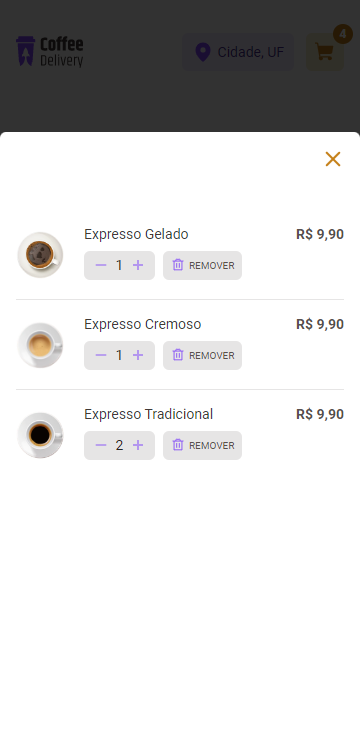 Coffee
Delivery
Cidade, UF
4
Expresso Gelado
R$ 9,90
1
REMOVER
Expresso Cremoso
R$ 9,90
1
REMOVER
Expresso Tradicional
R$ 9,90
2
REMOVER